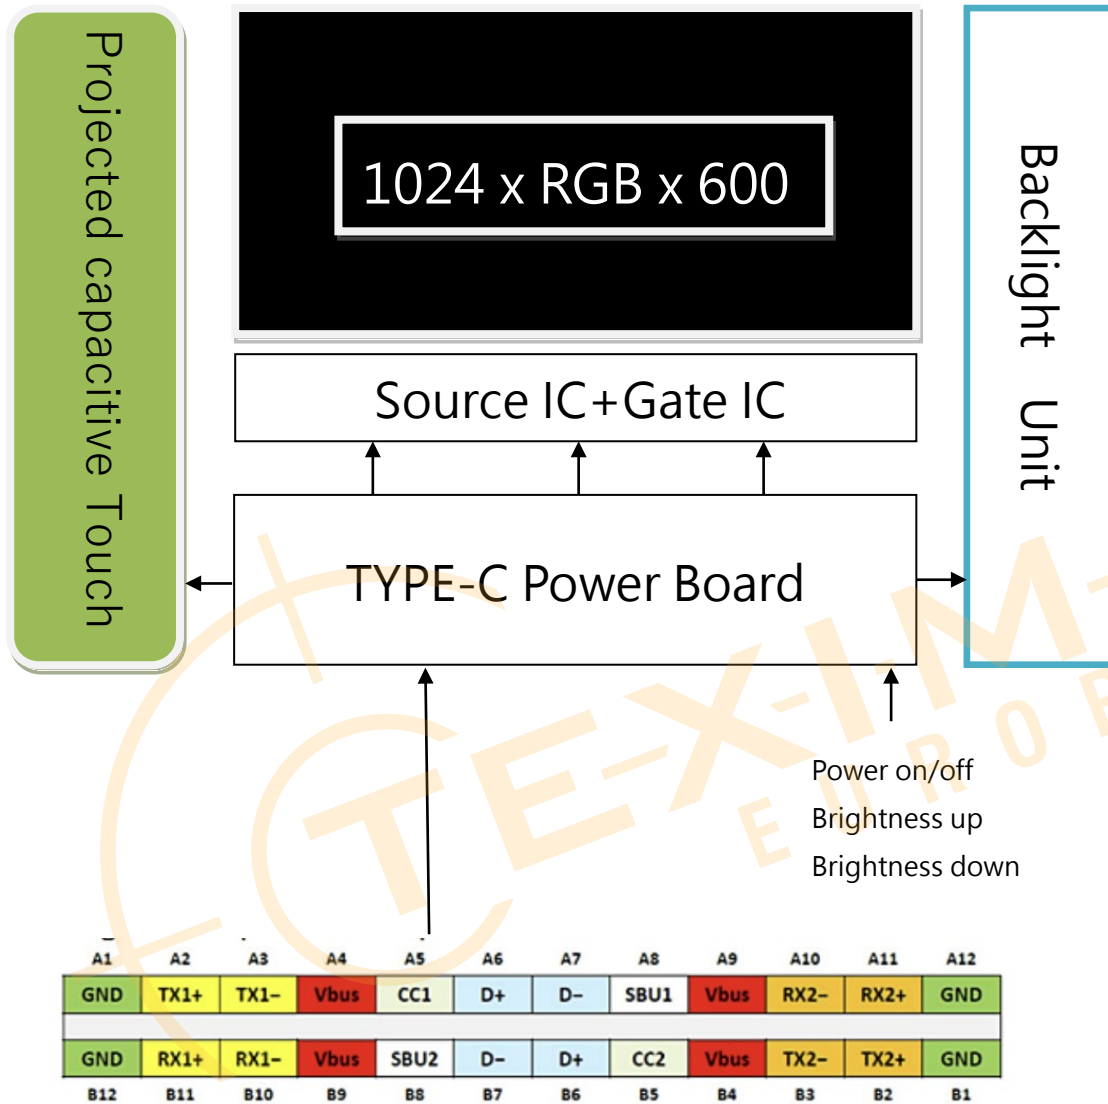 Projected capacitive Touch
1024 x RGB x 600
Backlight Unit
Source IC+Gate IC
TYPE-C Power Board
Power on/off
Brightness up
Brightness down
A1 A2 A3 A4 A5 A6 A7 A8 A9 A10 A11 A12
GND TX1+ TX1− Vbus CC1 D+ D− SBU1 Vbus RX2− RX2+ GND
GND RX1+ RX1− Vbus SBU2 D− D+ CC2 Vbus TX2− TX2+ GND
B12 B11 B10 B9 B8 B7 B6 B5 B4 B3 B2 B1
TEXIM